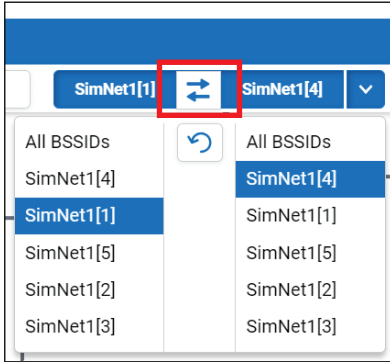 SimNet1[1] SimNet1[4]
All BSSIDs All BSSIDs
SimNet1[4] SimNet1[4]
SimNet1[1] SimNet1[1]
SimNet1[5] SimNet1[5]
SimNet1[2] SimNet1[2]
SimNet1[3] SimNet1[3]